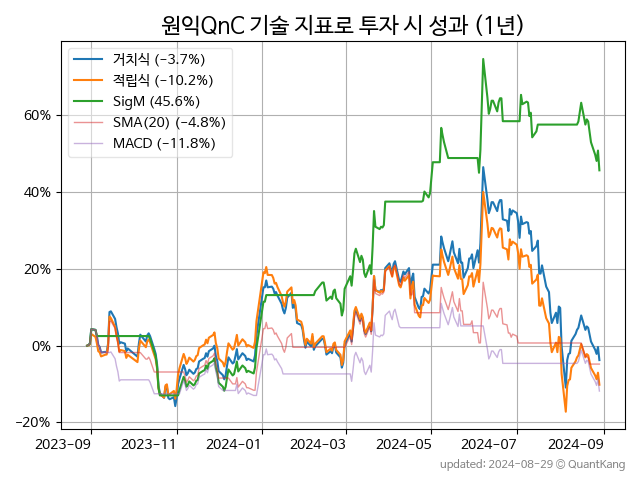 원익QnC 기술 지표로 투자 시 성과 (1년)
거치식 (−3.7%)
적립식 (−10.2%)
SigM (45.6%)
SMA(20) (−4.8%)
MACD (−11.8%)
60%
40%
20%
0%
−20%
2023-09 2023-11 2024-01 2024-03 2024-05 2024-07 2024-09
updated: 2024-08-29 © QuantKang